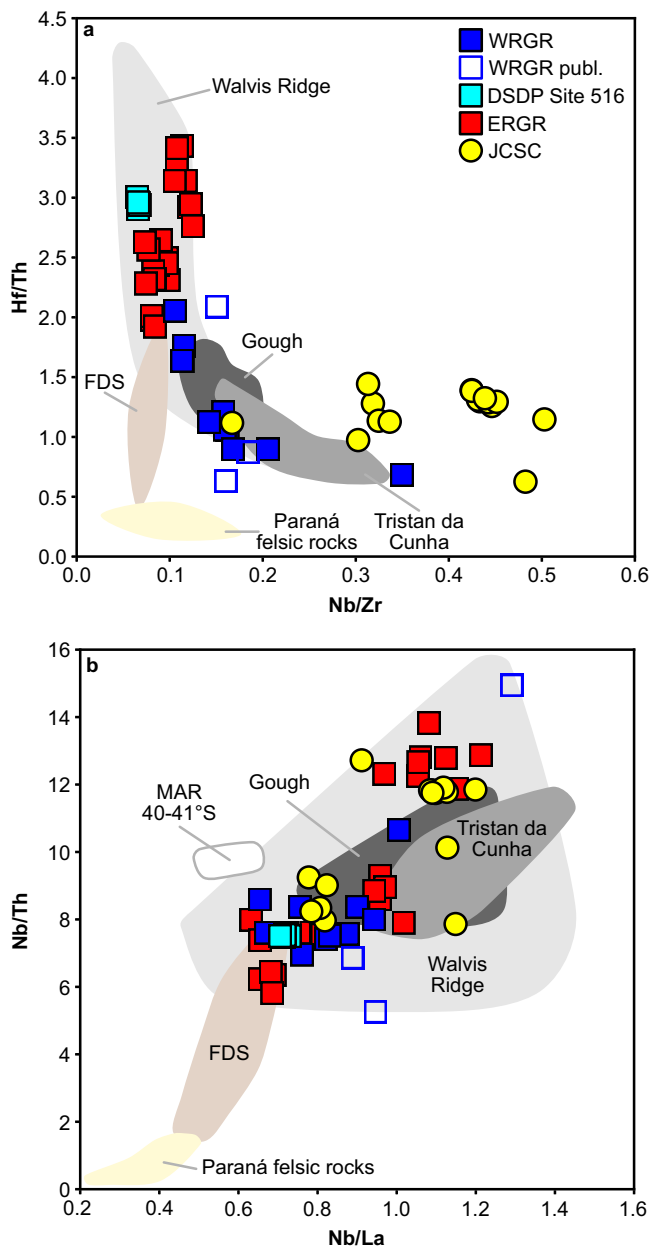 a
WRGR
WRGR publ.
DSDP Site 516
ERGR
JCSC
Walvis Ridge
Gough
FDS
Paraná
felsic rocks
Tristan da
Cunha
4.5
4.0
3.5
3.0
2.5
2.0
1.5
1.0
0.5
0.0
Hf/Th
0.0
0.1
0.2
0.3
0.4
0.5
0.6
Nb/Zr
b
MAR
40-41°S
Gough
Tristan da
Cunha
Walvis
Ridge
FDS
Paraná felsic rocks
16
14
12
10
8
6
4
2
0
Nb/Th
0.2
0.4
0.6
0.8
1.0
1.2
1.4
1.6
Nb/La